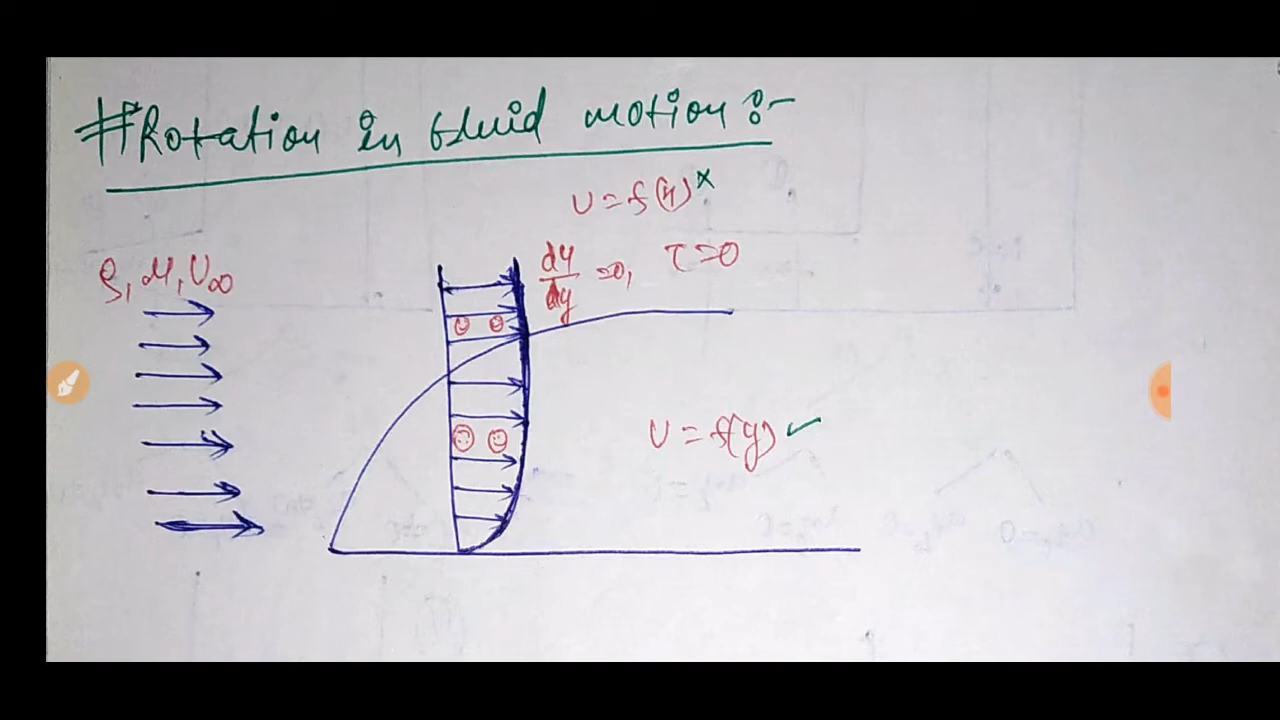 #Rotation in fluid motion :-
U = f(y) ×
du/dy =0, τ=0
ρ, μ, U∞
U = f(y) ✓